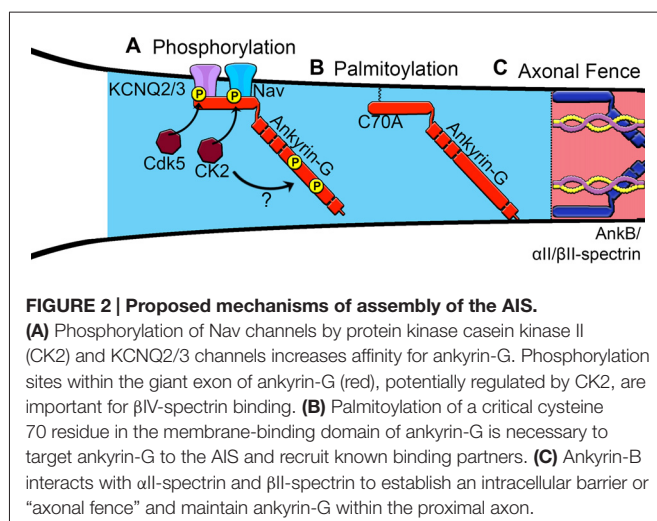 A Phosphorylation
KCNQ2/3
P
P
Nav
B Palmitoylation
C Axonal Fence
Cdk5
CK2
?
Ankyrin-G
P
P
C70A
Ankyrin-G
AnkB/
αII/βII-spectrin
FIGURE 2 | Proposed mechanisms of assembly of the AIS.
(A) Phosphorylation of Nav channels by protein kinase casein kinase II
(CK2) and KCNQ2/3 channels increases affinity for ankyrin-G. Phosphorylation
sites within the giant exon of ankyrin-G (red), potentially regulated by CK2, are
important for βIV-spectrin binding. (B) Palmitoylation of a critical cysteine
70 residue in the membrane-binding domain of ankyrin-G is necessary to
target ankyrin-G to the AIS and recruit known binding partners. (C) Ankyrin-B
interacts with αII-spectrin and βII-spectrin to establish an intracellular barrier or
“axonal fence” and maintain ankyrin-G within the proximal axon.